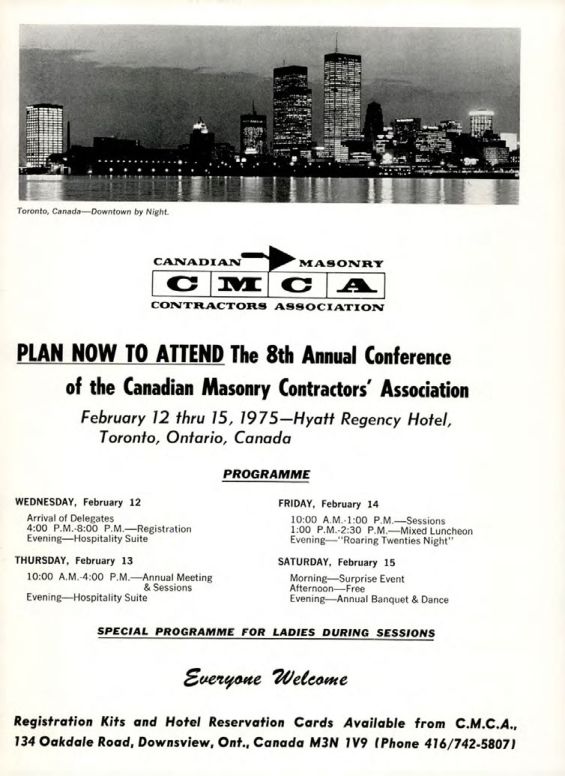 Toronto, Canada—Downtown by Night.
CANADIAN MASONRY
CMCA
CONTRACTORS ASSOCIATION
PLAN NOW TO ATTEND The 8th Annual Conference
of the Canadian Masonry Contractors' Association
February 12 thru 15, 1975—Hyatt Regency Hotel,
Toronto, Ontario, Canada
PROGRAMME
WEDNESDAY, February 12
Arrival of Delegates
4:00 P.M.-8:00 P.M.—Registration
Evening—Hospitality Suite
THURSDAY, February 13
10:00 A.M.-4:00 P.M.—Annual Meeting
& Sessions
Evening—Hospitality Suite
FRIDAY, February 14
10:00 A.M.-1:00 P.M.—Sessions
1:00 P.M.-2:30 P.M.—Mixed Luncheon
Evening—"Roaring Twenties Night"
SATURDAY, February 15
Morning—Surprise Event
Afternoon—Free
Evening—Annual Banquet & Dance
SPECIAL PROGRAMME FOR LADIES DURING SESSIONS
Everyone Welcome
Registration Kits and Hotel Reservation Cards Available from C.M.C.A.,
134 Oakdale Road, Downsview, Ont., Canada M3N 1V9 (Phone 416/742-5807)